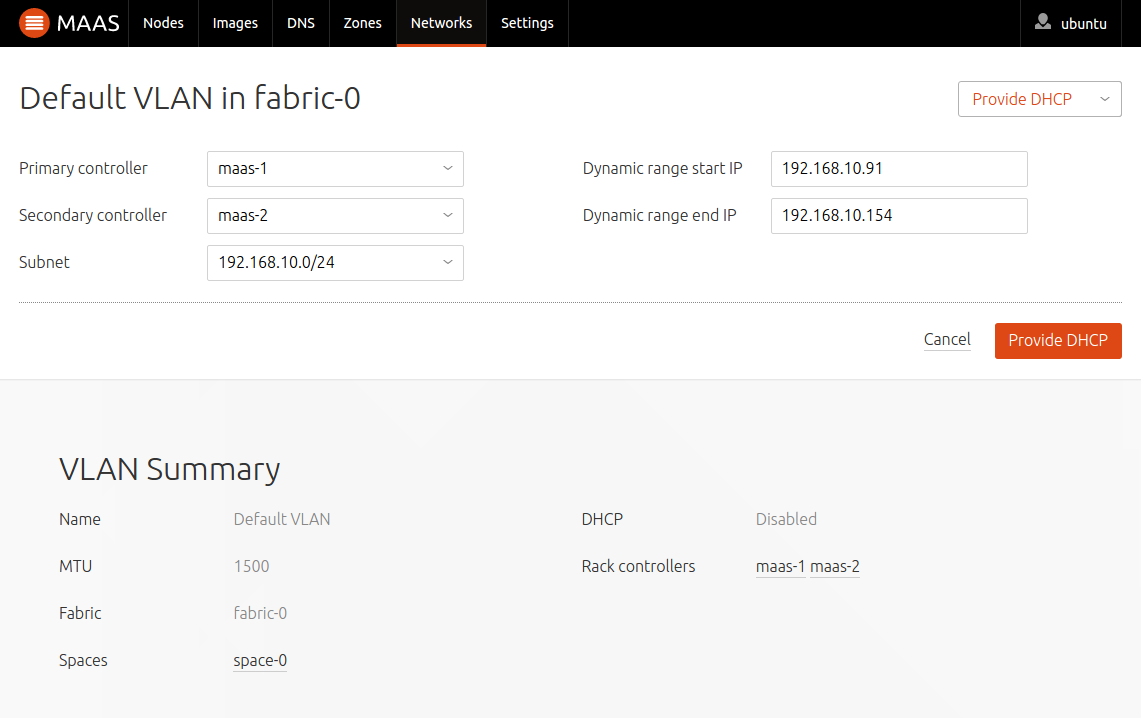 MAAS Nodes Images DNS Zones Networks Settings ubuntu
Default VLAN in fabric-0 Provide DHCP
Primary controller maas-1 Dynamic range start IP 192.168.10.91
Secondary controller maas-2 Dynamic range end IP 192.168.10.154
Subnet 192.168.10.0/24
Cancel Provide DHCP
VLAN Summary
Name Default VLAN DHCP Disabled
MTU 1500 Rack controllers maas-1 maas-2
Fabric fabric-0
Spaces space-0